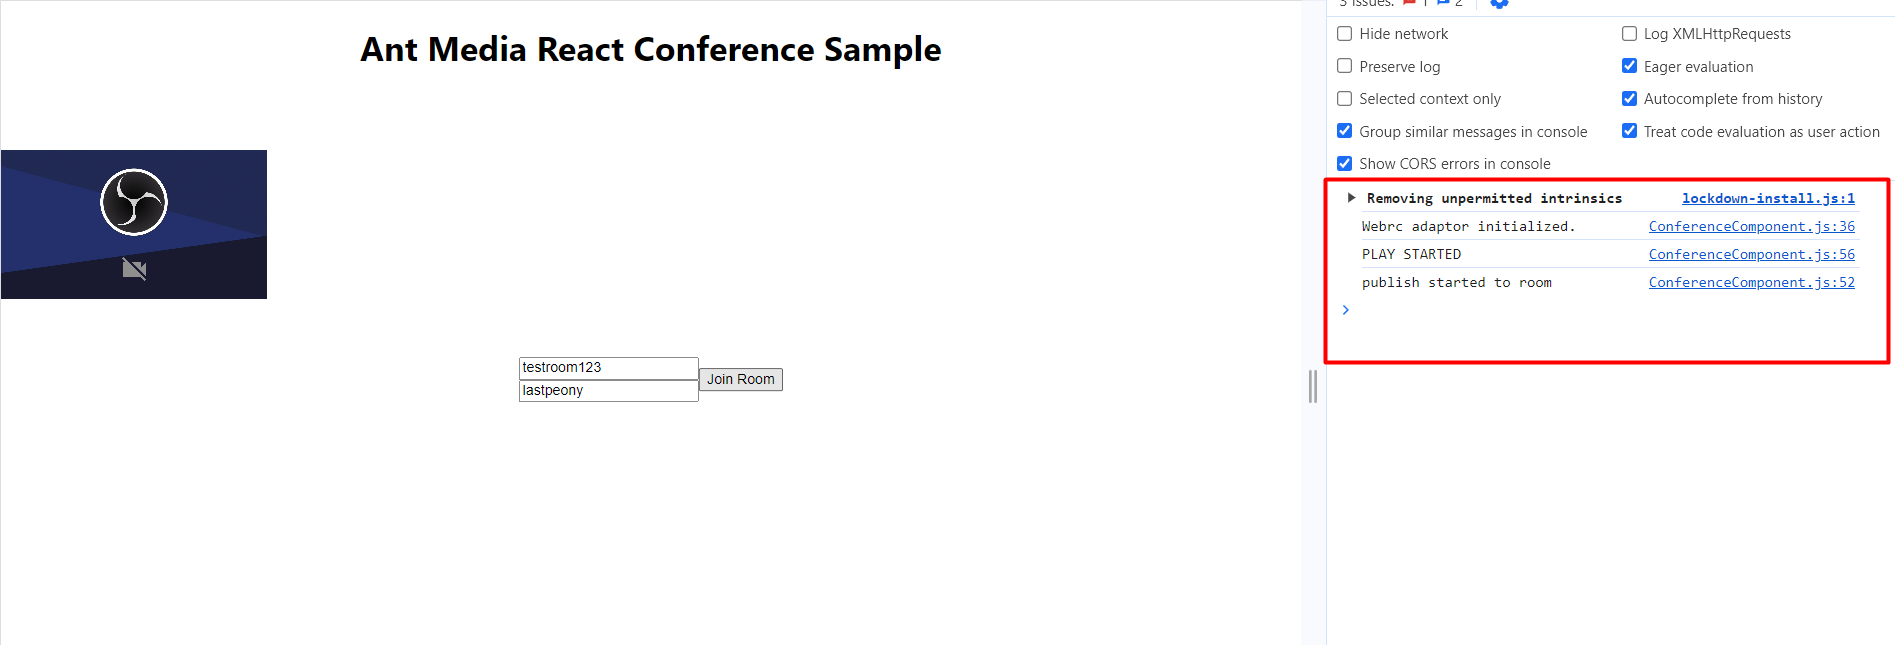 Ant Media React Conference Sample
testroom123
lastpeony
Join Room
3 Issues: 1 2
Hide network
Log XMLHttpRequests
Preserve log
Eager evaluation
Selected context only
Autocomplete from history
Group similar messages in console
Treat code evaluation as user action
Show CORS errors in console
Removing unpermitted intrinsics lockdown-install.js:1
Webrc adaptor initialized. ConferenceComponent.js:36
PLAY STARTED ConferenceComponent.js:56
publish started to room ConferenceComponent.js:52